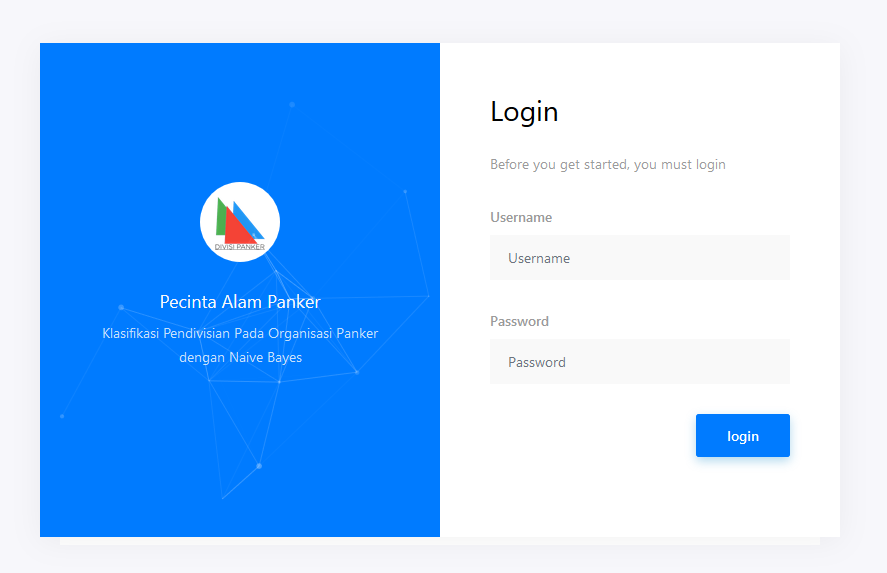 DIVISI PANKER
Pecinta Alam Panker
Klasifikasi Pendivisian Pada Organisasi Panker
dengan Naive Bayes
Login
Before you get started, you must login
Username
Username
Password
Password
login